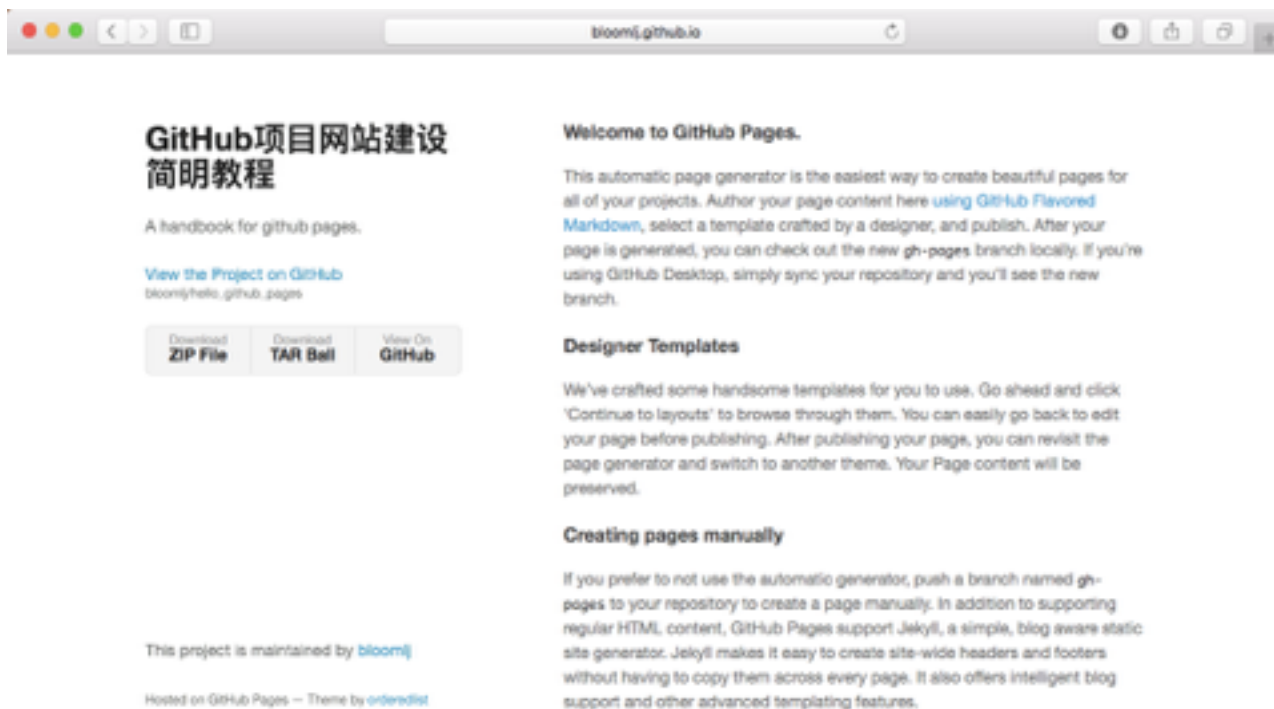 bloomlj.github.io
GitHub项目网站建设
简明教程
A handbook for github pages.
View the Project on GitHub
bloomlj/hello_github_pages
Download
ZIP File
Download
TAR Ball
View On
GitHub
This project is maintained by bloomlj
Hosted on GitHub Pages — Theme by orderedlist
Welcome to GitHub Pages.
This automatic page generator is the easiest way to create beautiful pages for
all of your projects. Author your page content here using GitHub Flavored
Markdown, select a template crafted by a designer, and publish. After your
page is generated, you can check out the new gh-pages branch locally. If you're
using GitHub Desktop, simply sync your repository and you'll see the new
branch.
Designer Templates
We've crafted some handsome templates for you to use. Go ahead and click
'Continue to layouts' to browse through them. You can easily go back to edit
your page before publishing. After publishing your page, you can revisit the
page generator and switch to another theme. Your Page content will be
preserved.
Creating pages manually
If you prefer to not use the automatic generator, push a branch named gh-
pages to your repository to create a page manually. In addition to supporting
regular HTML content, GitHub Pages support Jekyll, a simple, blog aware static
site generator. Jekyll makes it easy to create site-wide headers and footers
without having to copy them across every page. It also offers intelligent blog
support and other advanced templating features.